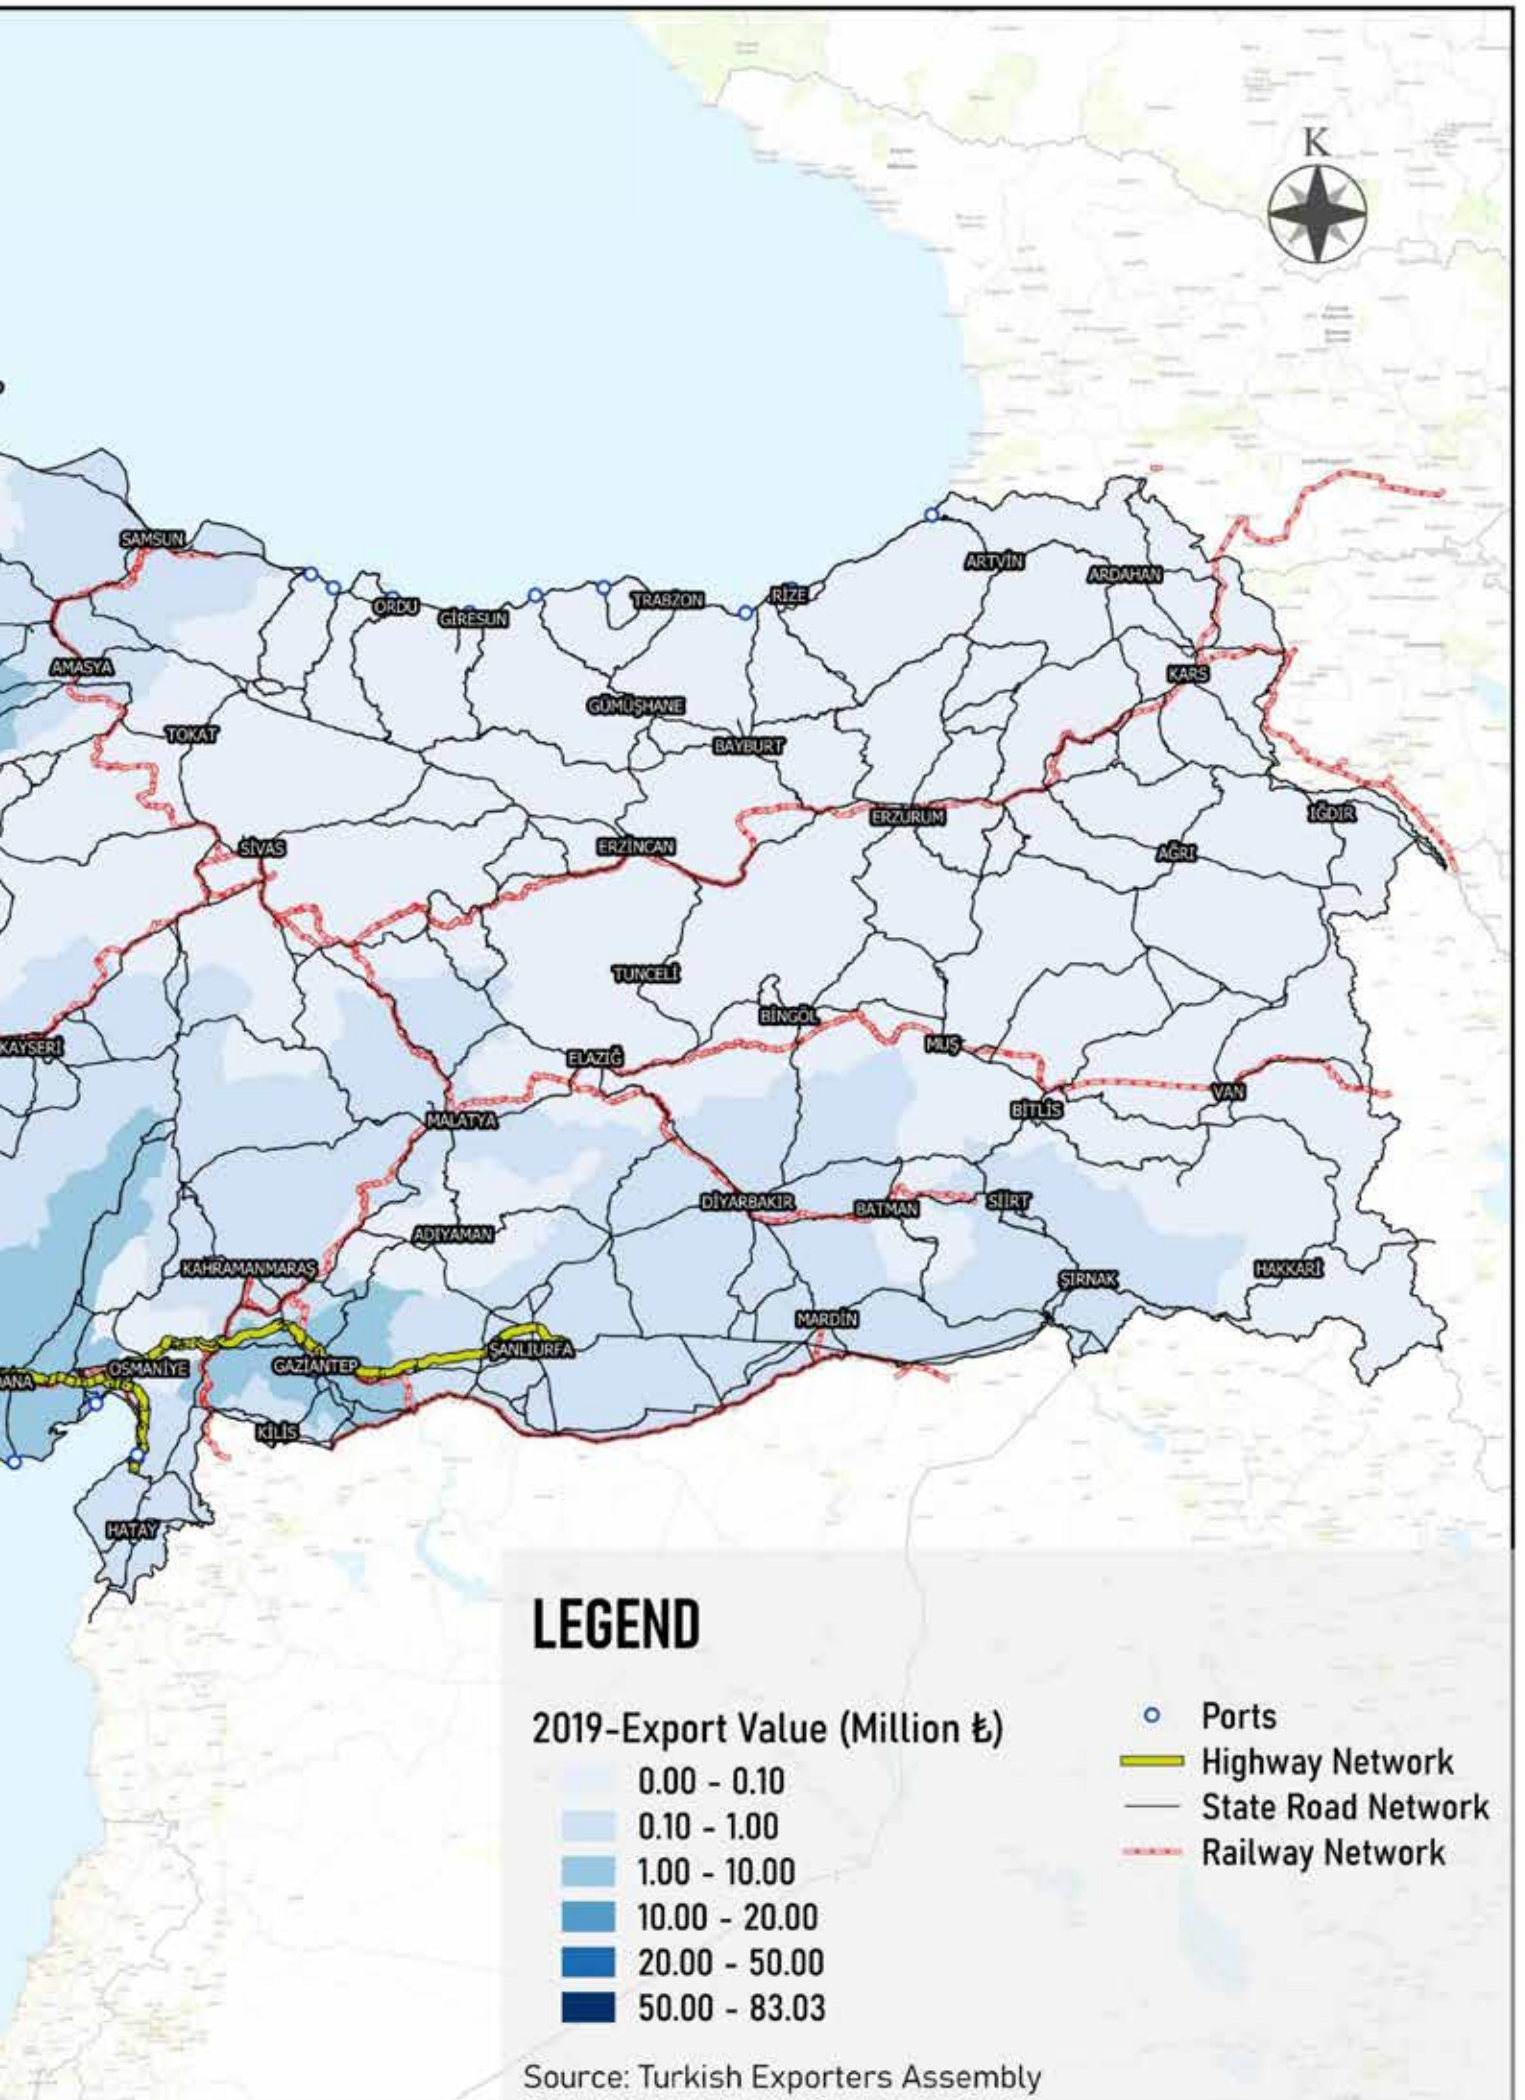 K
SAMSUN
ARTVİN
ARDAHAN
ORDU
GİRESUN
TRABZON
RİZE
AMASYA
KARS
GÜMÜŞHANE
TOKAT
BAYBURT
IĞDIR
ERZURUM
SİVAS
ERZİNCAN
AĞRI
TUNCELİ
BİNGÖL
KAYSERİ
MUŞ
ELAZIĞ
VAN
BİTLİS
MALATYA
DİYARBAKIR
BATMAN
SİİRT
ADIYAMAN
KAHRAMANMARAŞ
HAKKARİ
ŞIRNAK
MARDİN
ŞANLIURFA
OSMANİYE
GAZİANTEP
ANA
KİLİS
HATAY
LEGEND
2019-Export Value (Million ₺)
0.00 - 0.10
0.10 - 1.00
1.00 - 10.00
10.00 - 20.00
20.00 - 50.00
50.00 - 83.03
Ports
Highway Network
State Road Network
Railway Network
Source: Turkish Exporters Assembly